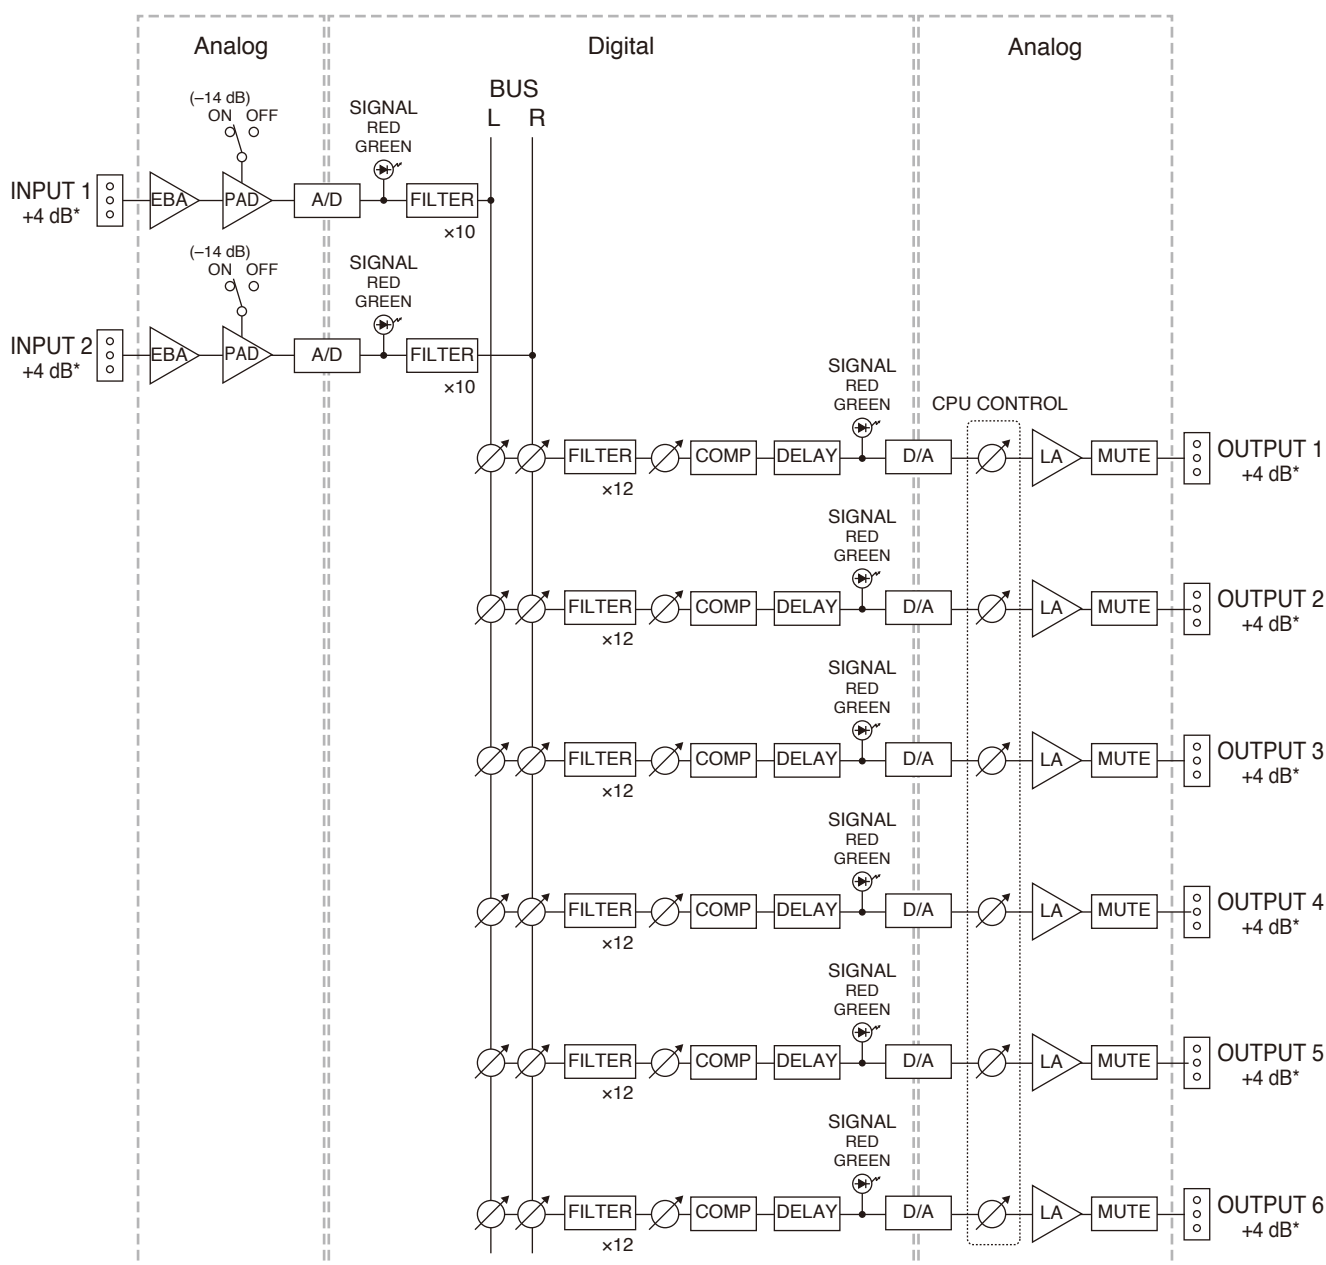 Analog
Digital
Analog
BUS
L R
(–14 dB)
ON OFF
SIGNAL
RED
GREEN
INPUT 1
+4 dB*
EBA
PAD
A/D
FILTER
×10
(–14 dB)
ON OFF
SIGNAL
RED
GREEN
INPUT 2
+4 dB*
EBA
PAD
A/D
FILTER
×10
CPU CONTROL
SIGNAL
RED
GREEN
FILTER
×12
COMP
DELAY
D/A
LA
MUTE
OUTPUT 1
+4 dB*
SIGNAL
RED
GREEN
FILTER
×12
COMP
DELAY
D/A
LA
MUTE
OUTPUT 2
+4 dB*
SIGNAL
RED
GREEN
FILTER
×12
COMP
DELAY
D/A
LA
MUTE
OUTPUT 3
+4 dB*
SIGNAL
RED
GREEN
FILTER
×12
COMP
DELAY
D/A
LA
MUTE
OUTPUT 4
+4 dB*
SIGNAL
RED
GREEN
FILTER
×12
COMP
DELAY
D/A
LA
MUTE
OUTPUT 5
+4 dB*
SIGNAL
RED
GREEN
FILTER
×12
COMP
DELAY
D/A
LA
MUTE
OUTPUT 6
+4 dB*